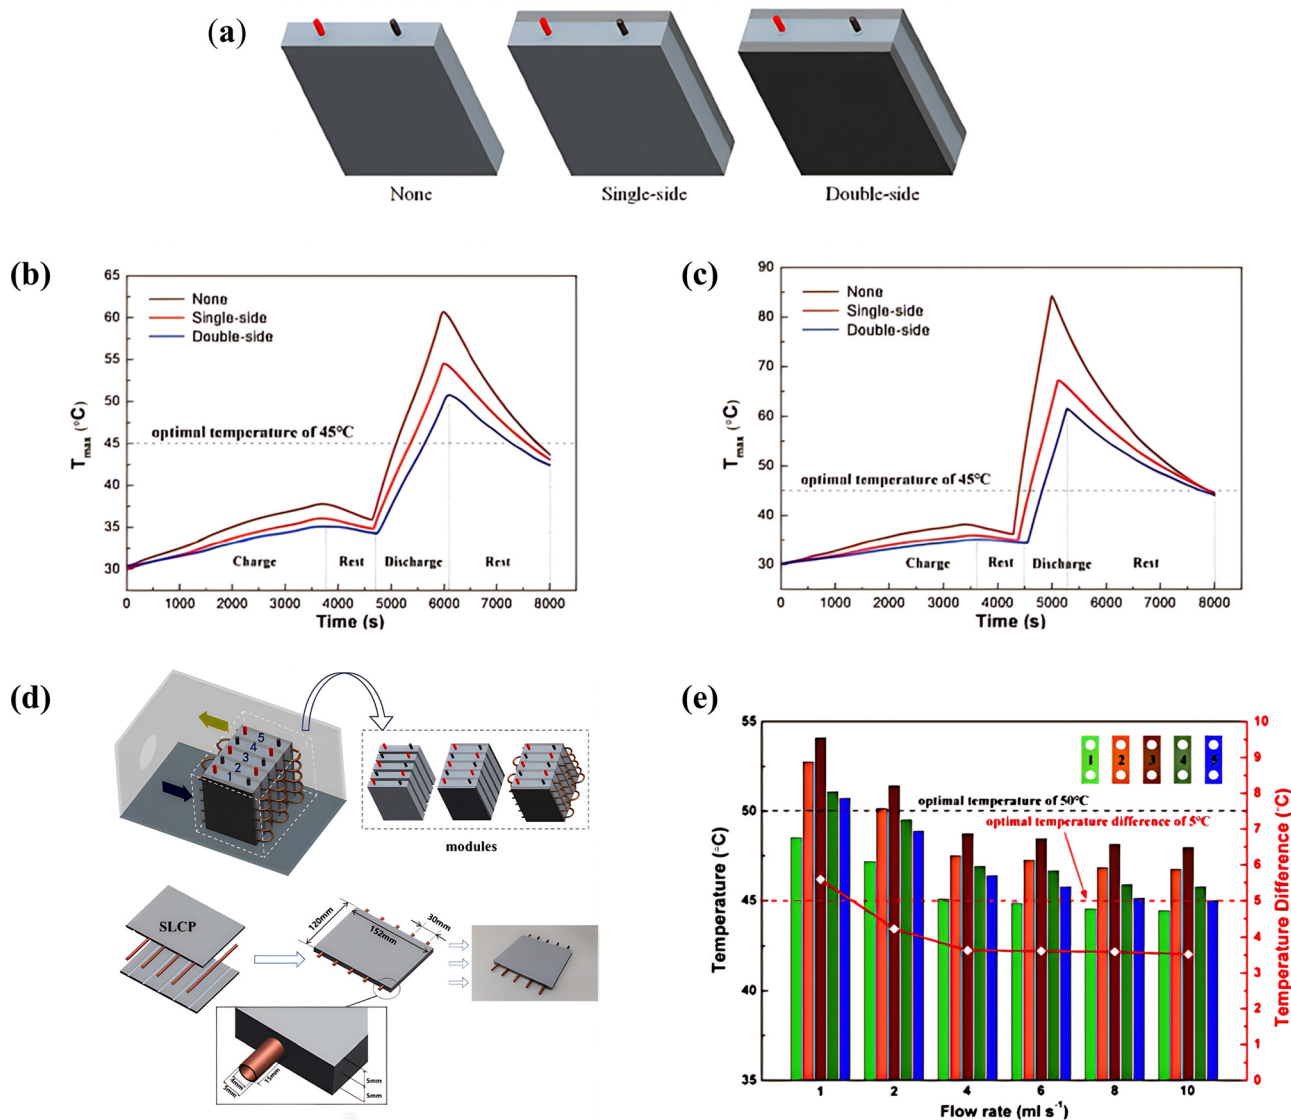 (a)
None
Single-side
Double-side
(b)
65
60
55
50
45
40
35
30
T max (°C)
None
Single-side
Double-side
optimal temperature of 45°C
Charge
Rest
Discharge
Rest
0
1000
2000
3000
4000
5000
6000
7000
8000
Time (s)
(c)
90
80
70
60
50
40
30
T max (°C)
None
Single-side
Double-side
optimal temperature of 45°C
Charge
Rest
Discharge
Rest
0
1000
2000
3000
4000
5000
6000
7000
8000
Time (s)
(d)
5
4
3
2
1
modules
SLCP
120mm
152mm
30mm
4mm
5mm
15mm
5mm
5mm
(e)
55
50
45
40
35
Temperature (°C)
1
2
3
4
5
optimal temperature of 50°C
optimal temperature difference of 5°C
10
9
8
7
6
5
4
3
2
1
0
Temperature Difference (°C)
1
2
4
6
8
10
Flow rate (ml s⁻¹)